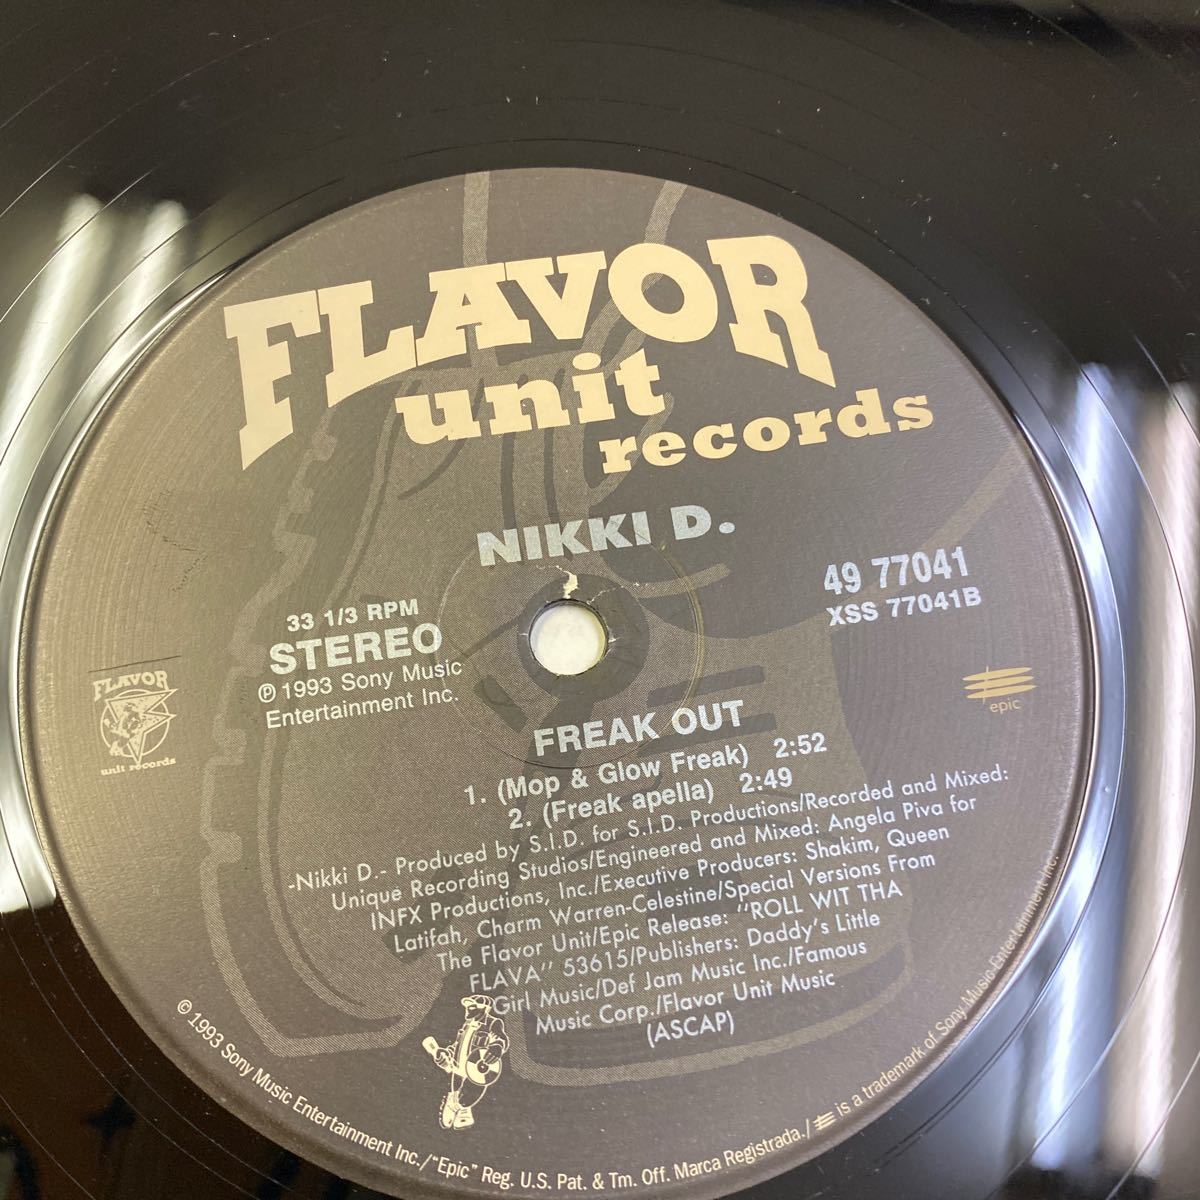 FLAVOR
unit
records
NIKKI D.
49 77041
XSS 77041B
33 1/3 RPM
STEREO
Ⓟ 1993 Sony Music
Entertainment Inc.
FLAVOR
unit records
epic
FREAK OUT
1. (Mop & Glow Freak) 2:52
2. (Freak apella) 2:49
-Nikki D.- Produced by S.I.D. for S.I.D. Productions/Recorded and Mixed:
Unique Recording Studios/Engineered and Mixed: Angela Piva for
INFX Productions, Inc./Executive Producers: Shakim, Queen
Latifah, Charm Warren-Celestine/Special Versions From
The Flavor Unit/Epic Release: "ROLL WIT THA
FLAVA" 53615/Publishers: Daddy's Little
Girl Music/Def Jam Music Inc./Famous
Music Corp./Flavor Unit Music
(ASCAP)
© 1993 Sony Music Entertainment Inc./"Epic" Reg. U.S. Pat. & Tm. Off. Marca Registrada./ is a trademark of Sony Music Entertainment Inc.